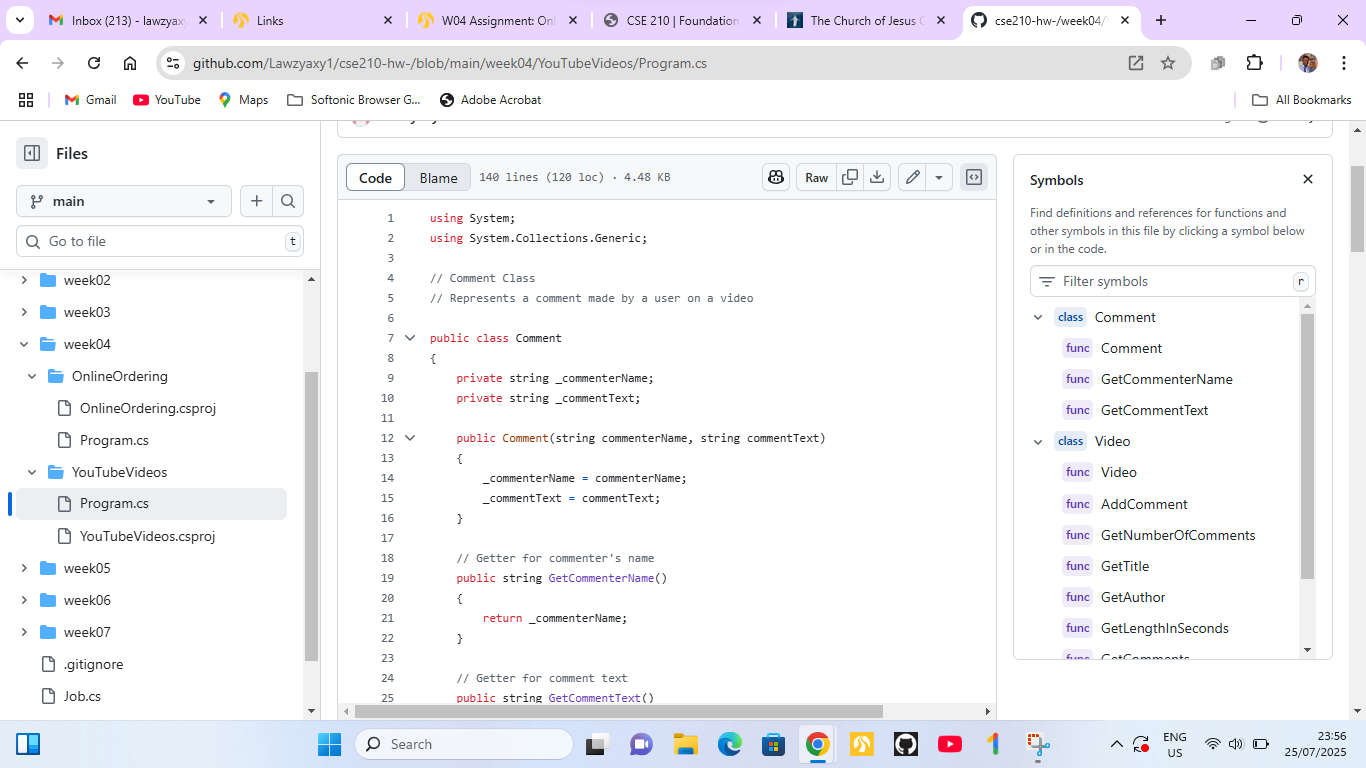 Inbox (213) - lawzyax
Links
W04 Assignment: Onl
CSE 210 | Foundation
The Church of Jesus C
cse210-hw-/week04/
github.com/Lawzyaxy1/cse210-hw-/blob/main/week04/YouTubeVideos/Program.cs
Gmail
YouTube
Maps
Softonic Browser G...
Adobe Acrobat
All Bookmarks
Files
main
Go to file
t
week02
week03
week04
OnlineOrdering
OnlineOrdering.csproj
Program.cs
YouTubeVideos
Program.cs
YouTubeVideos.csproj
week05
week06
week07
.gitignore
Job.cs
Code
Blame
140 lines (120 loc) · 4.48 KB
Raw
1 using System;
2 using System.Collections.Generic;
3
4 // Comment Class
5 // Represents a comment made by a user on a video
6
7 public class Comment
8 {
9 private string _commenterName;
10 private string _commentText;
11
12 public Comment(string commenterName, string commentText)
13 {
14 _commenterName = commenterName;
15 _commentText = commentText;
16 }
17
18 // Getter for commenter's name
19 public string GetCommenterName()
20 {
21 return _commenterName;
22 }
23
24 // Getter for comment text
25 public string GetCommentText()
Symbols
Find definitions and references for functions and
other symbols in this file by clicking a symbol below
or in the code.
Filter symbols
r
class Comment
func Comment
func GetCommenterName
func GetCommentText
class Video
func Video
func AddComment
func GetNumberOfComments
func GetTitle
func GetAuthor
func GetLengthInSeconds
func GetComments
Search
ENG
US
23:56
25/07/2025